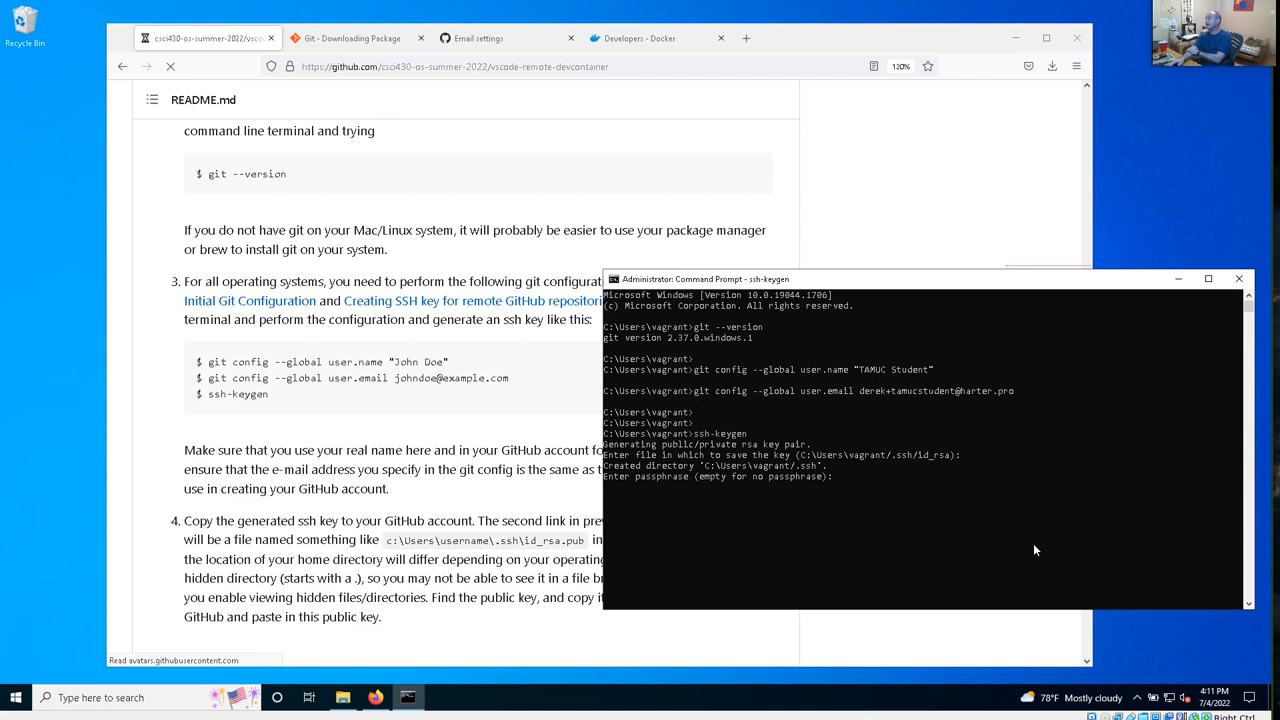 Recycle Bin
csci430-os-summer-2022/vscc
Git - Downloading Package
Email settings
Developers - Docker
https://github.com/csci430-os-summer-2022/vscode-remote-devcontainer
120%
README.md
command line terminal and trying
$ git --version
If you do not have git on your Mac/Linux system, it will probably be easier to use your package manager
or brew to install git on your system.
3. For all operating systems, you need to perform the following git configurat
Initial Git Configuration and Creating SSH key for remote GitHub repositori
terminal and perform the configuration and generate an ssh key like this:
$ git config --global user.name "John Doe"
$ git config --global user.email johndoe@example.com
$ ssh-keygen
Make sure that you use your real name here and in your GitHub account fo
ensure that the e-mail address you specify in the git config is the same as t
use in creating your GitHub account.
4. Copy the generated ssh key to your GitHub account. The second link in prev
will be a file named something like c:\Users\username\.ssh\id_rsa.pub in
the location of your home directory will differ depending on your operating
hidden directory (starts with a .), so you may not be able to see it in a file br
you enable viewing hidden files/directories. Find the public key, and copy it
GitHub and paste in this public key.
Read avatars.githubusercontent.com
Administrator: Command Prompt - ssh-keygen
Microsoft Windows [Version 10.0.19044.1706]
(c) Microsoft Corporation. All rights reserved.
C:\Users\vagrant>git --version
git version 2.37.0.windows.1
C:\Users\vagrant>
C:\Users\vagrant>git config --global user.name "TAMUC Student"
C:\Users\vagrant>git config --global user.email derek+tamucstudent@harter.pro
C:\Users\vagrant>
C:\Users\vagrant>
C:\Users\vagrant>ssh-keygen
Generating public/private rsa key pair.
Enter file in which to save the key (C:\Users\vagrant/.ssh/id_rsa):
Created directory 'C:\Users\vagrant/.ssh'.
Enter passphrase (empty for no passphrase):
Type here to search
78°F Mostly cloudy
4:11 PM
7/4/2022
Right Ctrl